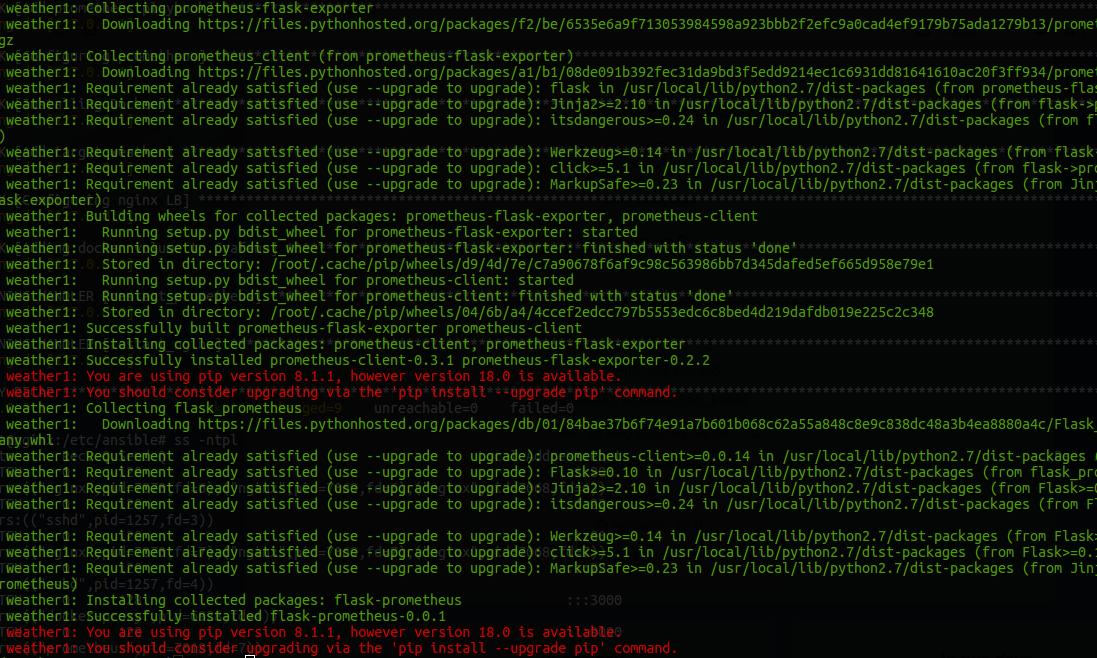 weather1: Collecting prometheus-flask-exporter
weather1:   Downloading https://files.pythonhosted.org/packages/f2/be/6535e6a9f713053984598a923bbb2f2efc9a0cad4ef9179b75ada1279b13/promet
gz
weather1: Collecting prometheus_client (from prometheus-flask-exporter)
weather1:   Downloading https://files.pythonhosted.org/packages/a1/b1/08de091b392fec31da9bd3f5edd9214ec1c6931dd81641610ac20f3ff934/promet
weather1: Requirement already satisfied (use --upgrade to upgrade): flask in /usr/local/lib/python2.7/dist-packages (from prometheus-flas
weather1: Requirement already satisfied (use --upgrade to upgrade): Jinja2>=2.10 in /usr/local/lib/python2.7/dist-packages (from flask->p
weather1: Requirement already satisfied (use --upgrade to upgrade): itsdangerous>=0.24 in /usr/local/lib/python2.7/dist-packages (from fl
)
weather1: Requirement already satisfied (use --upgrade to upgrade): Werkzeug>=0.14 in /usr/local/lib/python2.7/dist-packages (from flask-
weather1: Requirement already satisfied (use --upgrade to upgrade): click>=5.1 in /usr/local/lib/python2.7/dist-packages (from flask->pro
weather1: Requirement already satisfied (use --upgrade to upgrade): MarkupSafe>=0.23 in /usr/local/lib/python2.7/dist-packages (from Jinj
ask-exporter)
nginx LB]
weather1: Building wheels for collected packages: prometheus-flask-exporter, prometheus-client
weather1:   Running setup.py bdist_wheel for prometheus-flask-exporter: started
weather1:   Running setup.py bdist_wheel for prometheus-flask-exporter: finished with status 'done'
weather1:   Stored in directory: /root/.cache/pip/wheels/d9/4d/7e/c7a90678f6af9c98c563986bb7d345dafed5ef665d958e79e1
weather1:   Running setup.py bdist_wheel for prometheus-client: started
weather1:   Running setup.py bdist_wheel for prometheus-client: finished with status 'done'
weather1:   Stored in directory: /root/.cache/pip/wheels/04/6b/a4/4ccef2edcc797b5553edc6c8bed4d219dafdb019e225c2c348
weather1: Successfully built prometheus-flask-exporter prometheus-client
weather1: Installing collected packages: prometheus-client, prometheus-flask-exporter
weather1: Successfully installed prometheus-client-0.3.1 prometheus-flask-exporter-0.2.2
weather1: You are using pip version 8.1.1, however version 18.0 is available.
weather1: You should consider upgrading via the 'pip install --upgrade pip' command.
weather1: Collecting flask_prometheus
unreachable=0    failed=0
weather1:   Downloading https://files.pythonhosted.org/packages/db/01/84bae37b6f74e91a7b601b068c62a55a848c8e9c838dc48a3b4ea8880a4c/Flask_
any.whl
:/etc/ansible# ss -ntpl
weather1: Requirement already satisfied (use --upgrade to upgrade): prometheus-client>=0.0.14 in /usr/local/lib/python2.7/dist-packages (
weather1: Requirement already satisfied (use --upgrade to upgrade): Flask>=0.10 in /usr/local/lib/python2.7/dist-packages (from flask_pro
weather1: Requirement already satisfied (use --upgrade to upgrade): Jinja2>=2.10 in /usr/local/lib/python2.7/dist-packages (from Flask>=0
weather1: Requirement already satisfied (use --upgrade to upgrade): itsdangerous>=0.24 in /usr/local/lib/python2.7/dist-packages (from Fl
rs:(("sshd",pid=1257,fd=3))
weather1: Requirement already satisfied (use --upgrade to upgrade): Werkzeug>=0.14 in /usr/local/lib/python2.7/dist-packages (from Flask>
weather1: Requirement already satisfied (use --upgrade to upgrade): click>=5.1 in /usr/local/lib/python2.7/dist-packages (from Flask>=0.1
weather1: Requirement already satisfied (use --upgrade to upgrade): MarkupSafe>=0.23 in /usr/local/lib/python2.7/dist-packages (from Jinj
rometheus)
,pid=1257,fd=4))
weather1: Installing collected packages: flask-prometheus
:::3000
weather1: Successfully installed flask-prometheus-0.0.1
weather1: You are using pip version 8.1.1, however version 18.0 is available.
weather1: You should consider upgrading via the 'pip install --upgrade pip' command.